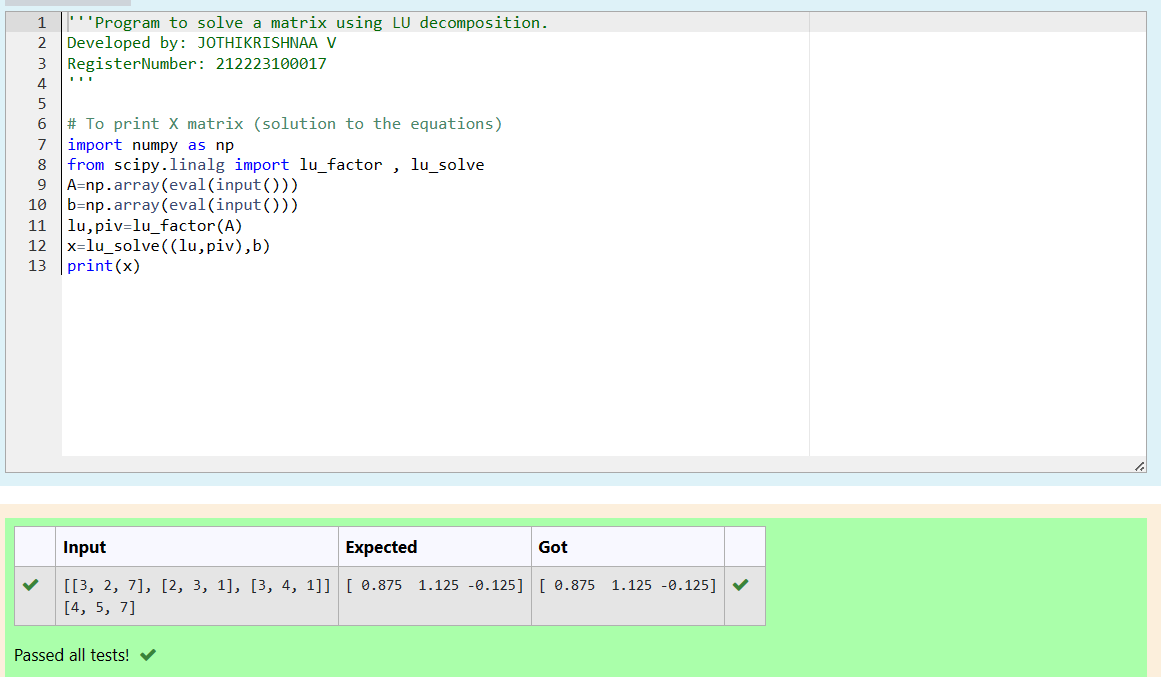 1 '''Program to solve a matrix using LU decomposition.
2 Developed by: JOTHIKRISHNAA V
3 RegisterNumber: 212223100017
4 '''
5
6 # To print X matrix (solution to the equations)
7 import numpy as np
8 from scipy.linalg import lu_factor , lu_solve
9 A=np.array(eval(input()))
10 b=np.array(eval(input()))
11 lu,piv=lu_factor(A)
12 x=lu_solve((lu,piv),b)
13 print(x)
Input Expected Got
[[3, 2, 7], [2, 3, 1], [3, 4, 1]] [ 0.875  1.125 -0.125] [ 0.875  1.125 -0.125]
[4, 5, 7]
Passed all tests!